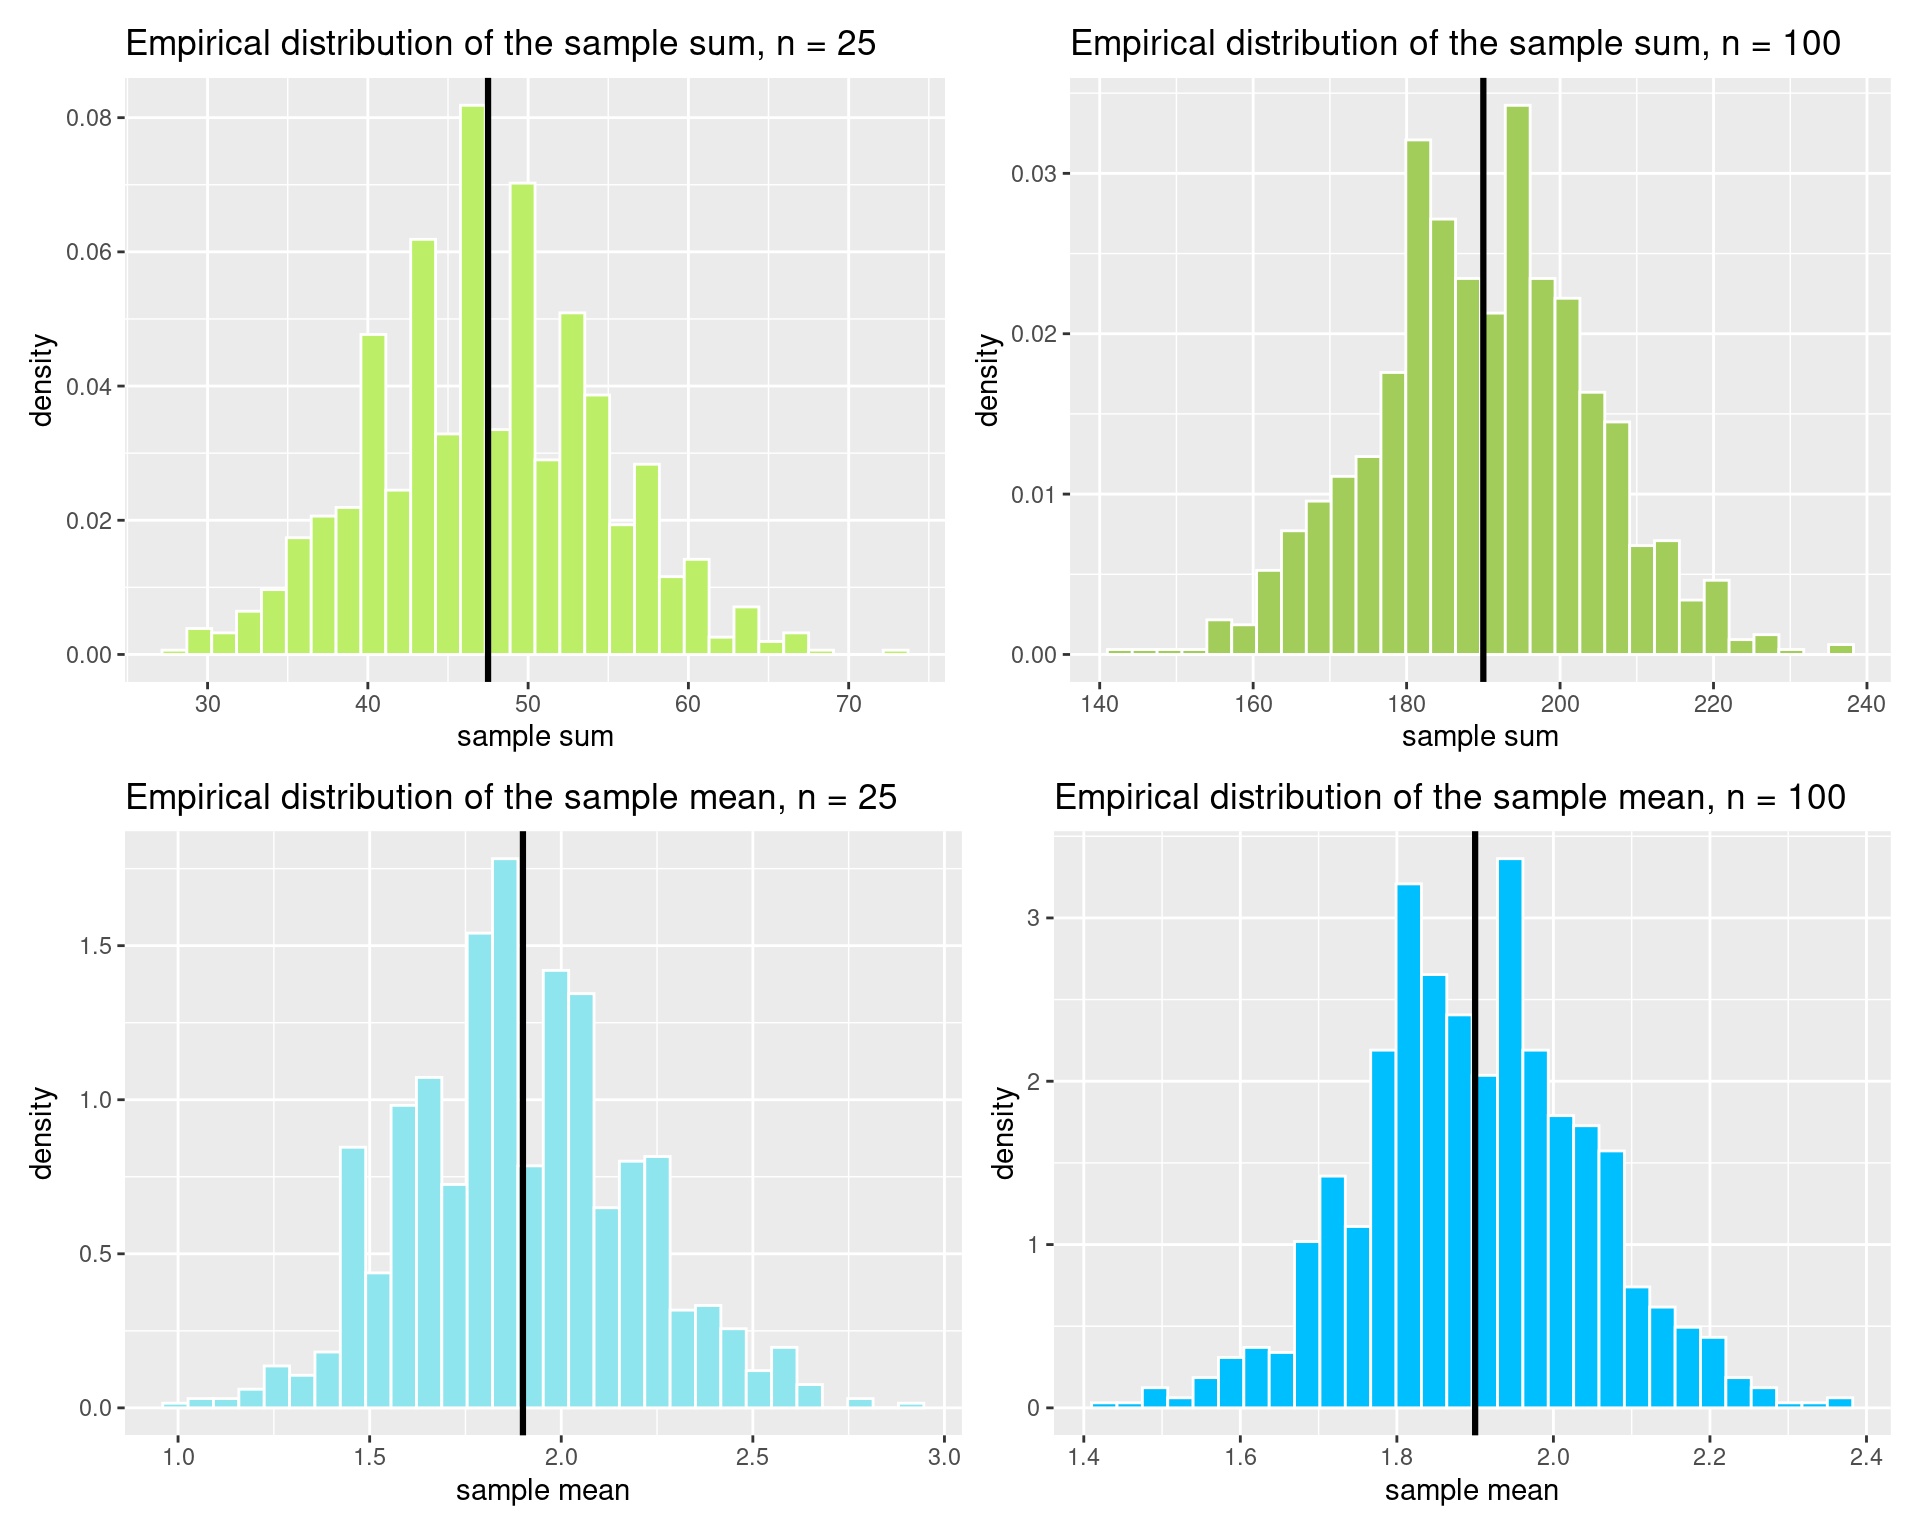 Empirical distribution of the sample sum, n = 25
density
0.08
0.06
0.04
0.02
0.00
30 40 50 60 70
sample sum
Empirical distribution of the sample sum, n = 100
density
0.03
0.02
0.01
0.00
140 160 180 200 220 240
sample sum
Empirical distribution of the sample mean, n = 25
density
1.5
1.0
0.5
0.0
1.0 1.5 2.0 2.5 3.0
sample mean
Empirical distribution of the sample mean, n = 100
density
3
2
1
0
1.4 1.6 1.8 2.0 2.2 2.4
sample mean